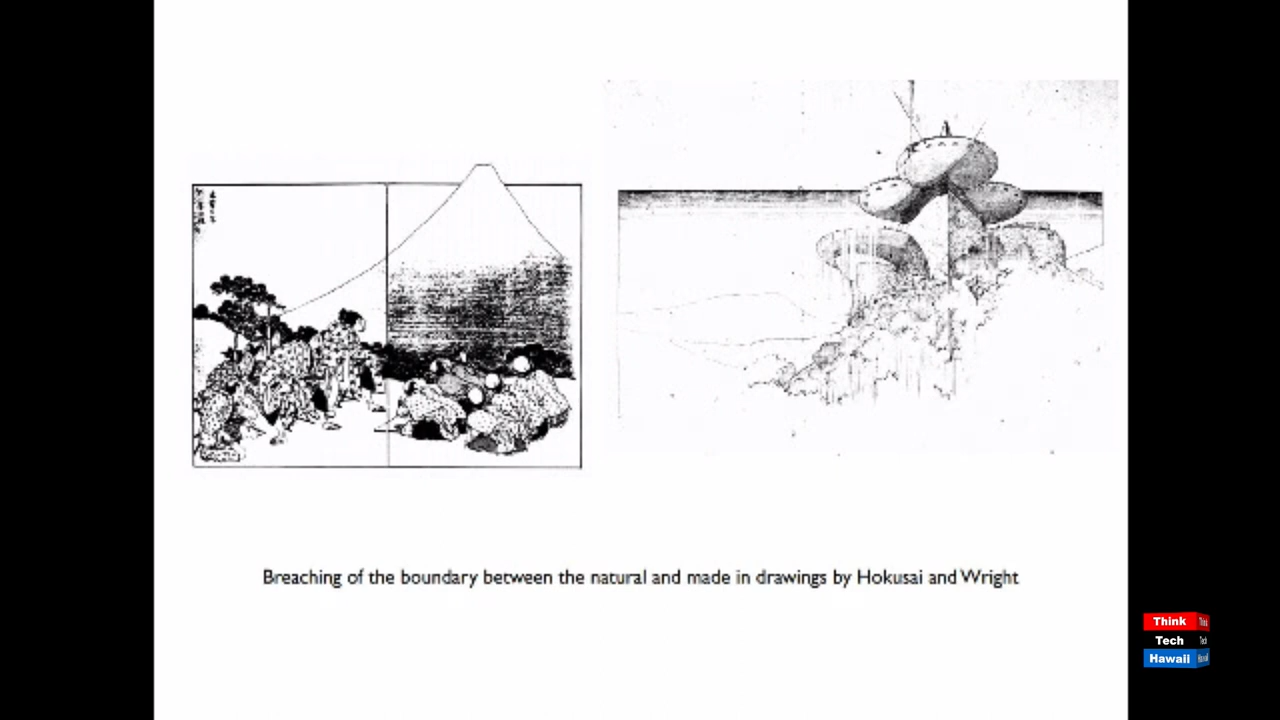 Breaching of the boundary between the natural and made in drawings by Hokusai and Wright
Think
Tech
Hawaii